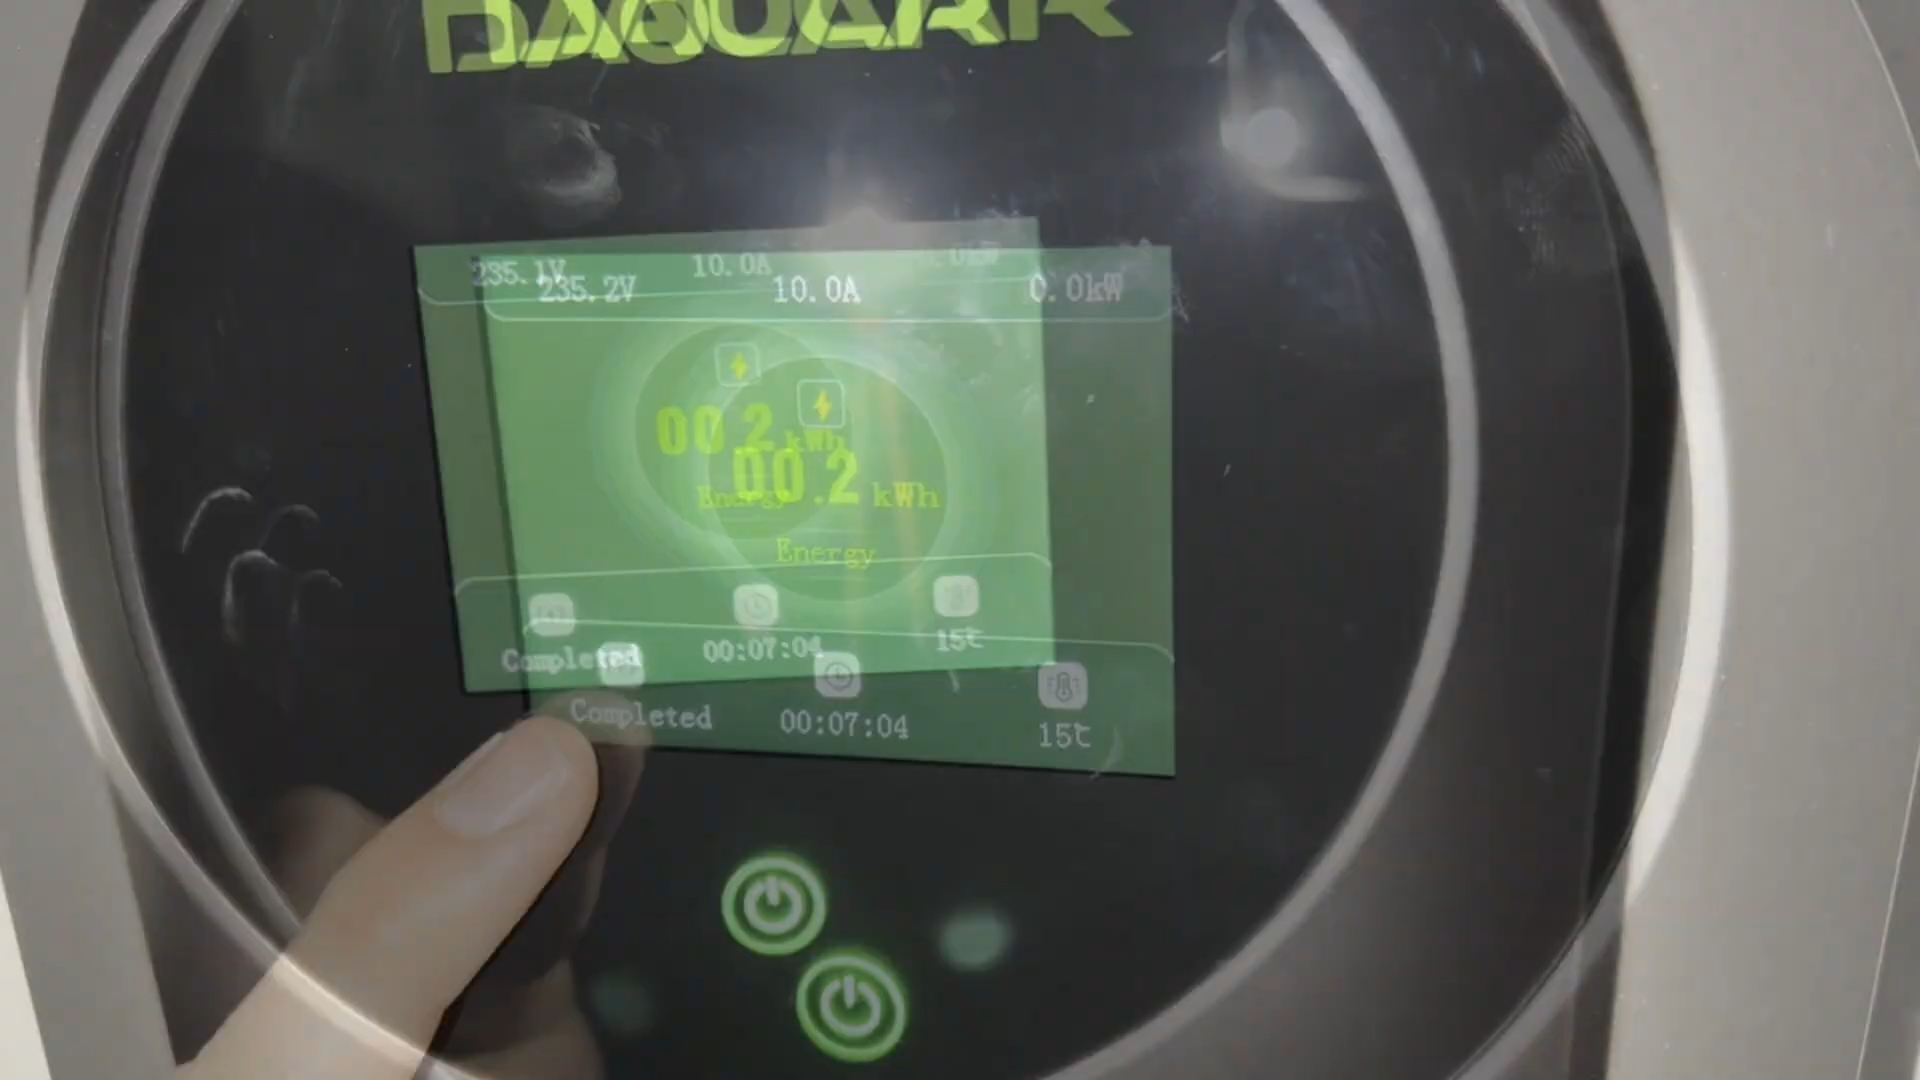 235.1V 10.0A
235.2V 10.0A 0.0kW
00.2 kWh
00.2 kWh
Energy
Energy
Completed 00:07:04 15℃
Completed 00:07:04 15℃